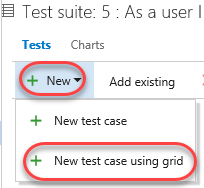 Test suite: 5 : As a user I
Tests Charts
New Add existing
New test case
New test case using grid